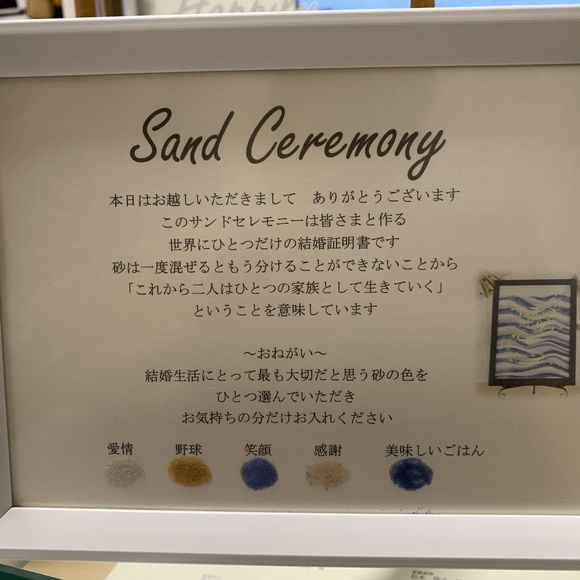 Sand Ceremony
本日はお越しいただきまして　ありがとうございます
このサンドセレモニーは皆さまと作る
世界にひとつだけの結婚証明書です
砂は一度混ぜるともう分けることができないことから
「これから二人はひとつの家族として生きていく」
ということを意味しています
～おねがい～
結婚生活にとって最も大切だと思う砂の色を
ひとつ選んでいただき
お気持ちの分だけお入れください
愛情　野球　笑顔　感謝　美味しいごはん